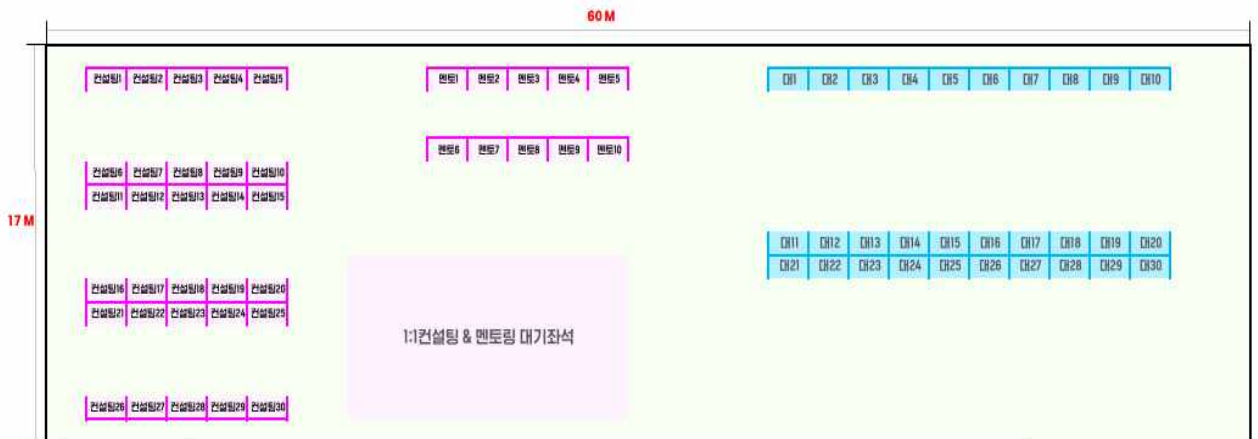 60 M
컨설팅1 컨설팅2 컨설팅3 컨설팅4 컨설팅5
멘토1 멘토2 멘토3 멘토4 멘토5
대1 대2 대3 대4 대5 대6 대7 대8 대9 대10
멘토6 멘토7 멘토8 멘토9 멘토10
컨설팅6 컨설팅7 컨설팅8 컨설팅9 컨설팅10
컨설팅11 컨설팅12 컨설팅13 컨설팅14 컨설팅15
17 M
대11 대12 대13 대14 대15 대16 대17 대18 대19 대20
대21 대22 대23 대24 대25 대26 대27 대28 대29 대30
컨설팅16 컨설팅17 컨설팅18 컨설팅19 컨설팅20
컨설팅21 컨설팅22 컨설팅23 컨설팅24 컨설팅25
1:1컨설팅 & 멘토링 대기좌석
컨설팅26 컨설팅27 컨설팅28 컨설팅29 컨설팅30